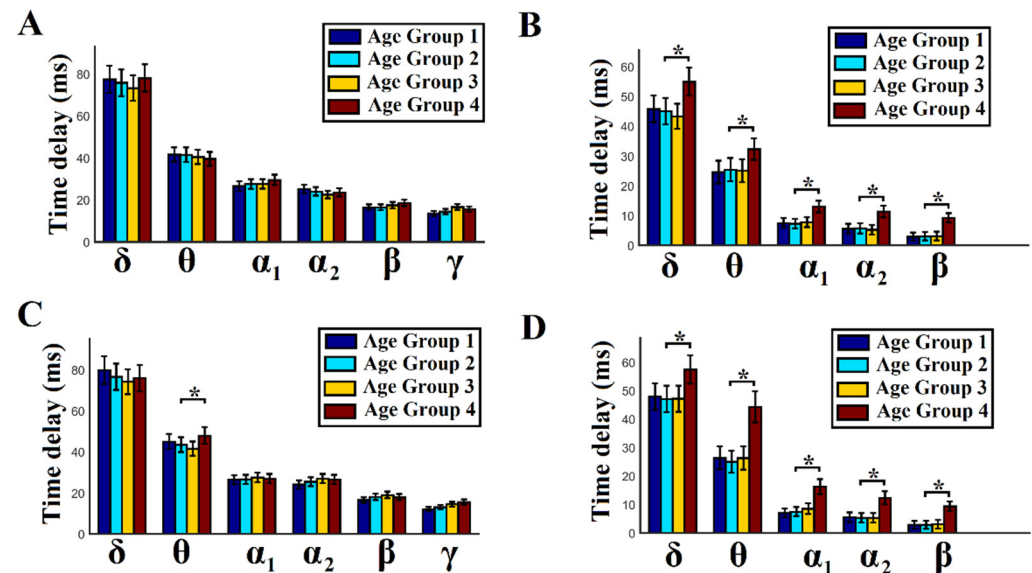 A
Time delay (ms)
80
60
40
20
0
Age Group 1
Age Group 2
Age Group 3
Age Group 4
δ θ α1 α2 β γ
B
Time delay (ms)
60
50
40
30
20
10
0
* * * * *
Age Group 1
Age Group 2
Age Group 3
Age Group 4
δ θ α1 α2 β
C
Time delay (ms)
80
60
40
20
0
*
Age Group 1
Age Group 2
Age Group 3
Age Group 4
δ θ α1 α2 β γ
D
Time delay (ms)
60
50
40
30
20
10
0
* * * * *
Age Group 1
Age Group 2
Age Group 3
Age Group 4
δ θ α1 α2 β